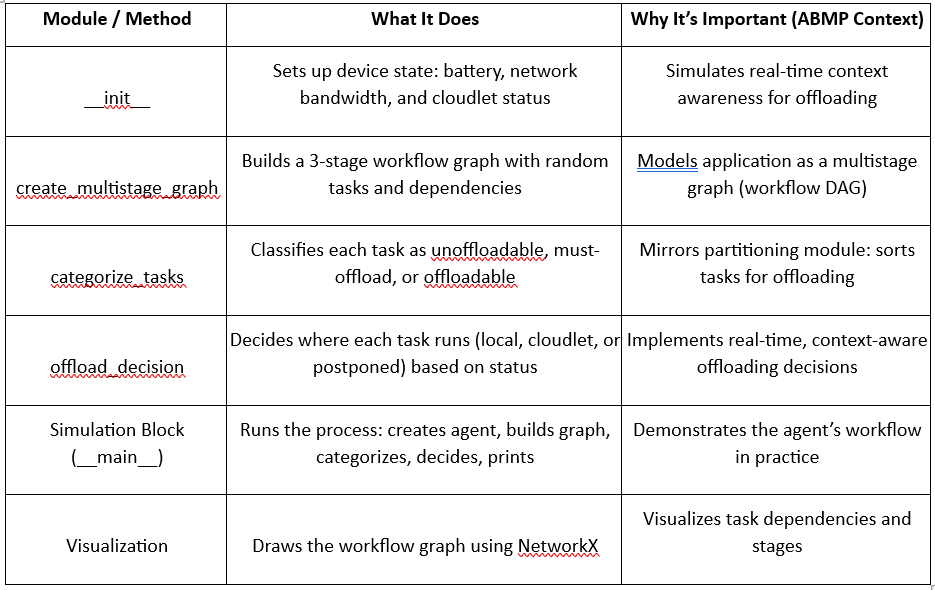 Module / Method What It Does Why It’s Important (ABMP Context)
__init__ Sets up device state: battery, network Simulates real-time context
bandwidth, and cloudlet status awareness for offloading
create_multistage_graph Builds a 3-stage workflow graph with random Models application as a multistage
tasks and dependencies graph (workflow DAG)
categorize_tasks Classifies each task as unoffloadable, must- Mirrors partitioning module: sorts
offload, or offloadable tasks for offloading
offload_decision Decides where each task runs (local, cloudlet, or Implements real-time, context-aware
postponed) based on status offloading decisions
Simulation Block Runs the process: creates agent, builds graph, Demonstrates the agent’s workflow
(__main__) categorizes, decides, prints in practice
Visualization Draws the workflow graph using NetworkX Visualizes task dependencies and
stages